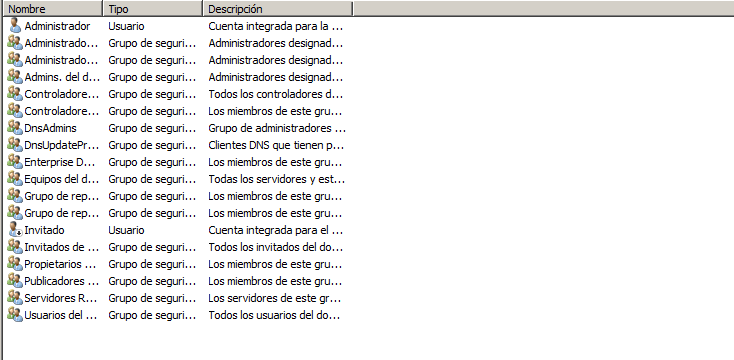 Nombre Tipo Descripción
Administrador Usuario Cuenta integrada para la ...
Administrado... Grupo de seguri... Administradores designad...
Administrado... Grupo de seguri... Administradores designad...
Admins. del d... Grupo de seguri... Administradores designad...
Controladore... Grupo de seguri... Todos los controladores d...
Controladore... Grupo de seguri... Los miembros de este gru...
DnsAdmins Grupo de seguri... Grupo de administradores ...
DnsUpdatePr... Grupo de seguri... Clientes DNS que tienen p...
Enterprise D... Grupo de seguri... Los miembros de este gru...
Equipos del d... Grupo de seguri... Todas los servidores y est...
Grupo de rep... Grupo de seguri... Los miembros de este gru...
Grupo de rep... Grupo de seguri... Los miembros de este gru...
Invitado Usuario Cuenta integrada para el ...
Invitados de ... Grupo de seguri... Todos los invitados del do...
Propietarios ... Grupo de seguri... Los miembros de este gru...
Publicadores ... Grupo de seguri... Los miembros de este gru...
Servidores R... Grupo de seguri... Los servidores de este gr...
Usuarios del ... Grupo de seguri... Todos los usuarios del do...